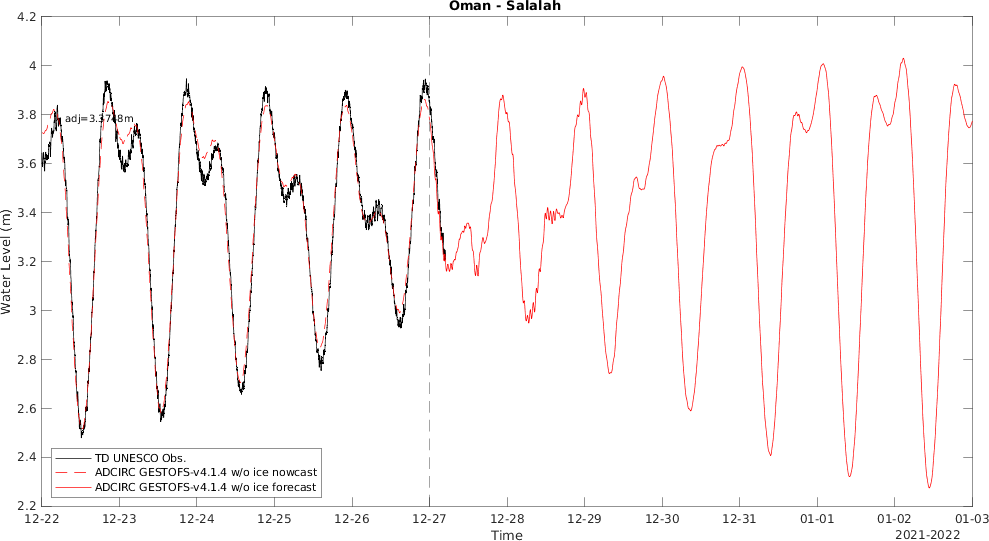 Oman - Salalah
4.2
4
3.8
3.6
3.4
3.2
3
2.8
2.6
2.4
2.2
Water Level (m)
adj=3.3768m
TD UNESCO Obs.
ADCIRC GESTOFS-v4.1.4 w/o ice nowcast
ADCIRC GESTOFS-v4.1.4 w/o ice forecast
12-22 12-23 12-24 12-25 12-26 12-27 12-28 12-29 12-30 12-31 01-01 01-02 01-03
Time
2021-2022